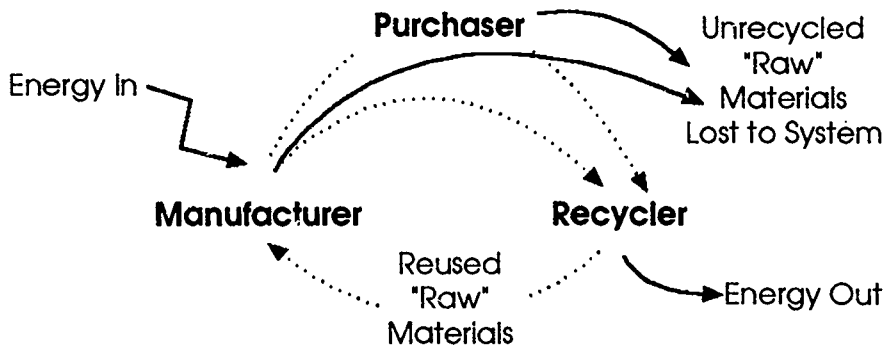 Purchaser
Unrecycled
"Raw"
Materials
Lost to System
Energy In
Manufacturer
Recycler
Reused
"Raw"
Materials
Energy Out